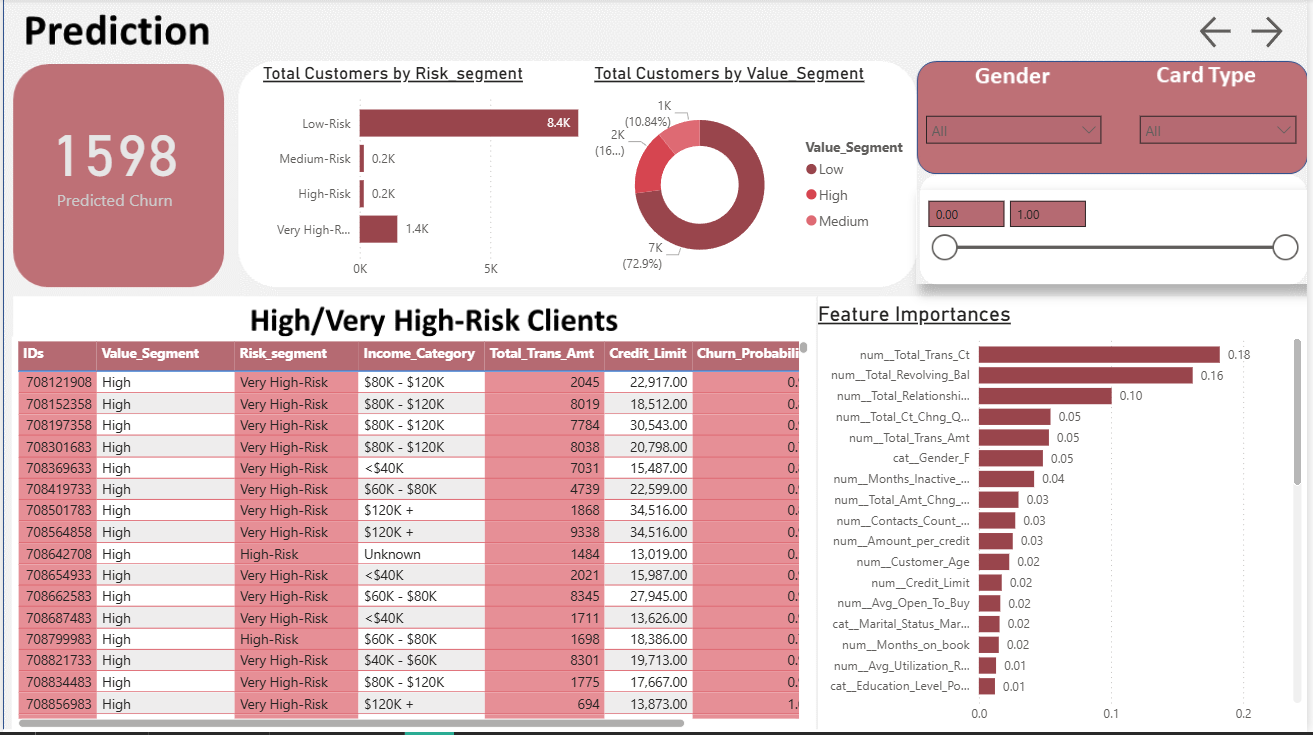 Prediction
1598
Predicted Churn
Total Customers by Risk_segment
Low-Risk 8.4K
Medium-Risk 0.2K
High-Risk 0.2K
Very High-R... 1.4K
0K 5K
Total Customers by Value_Segment
1K
(10.84%)
2K
(16...)
7K
(72.9%)
Value_Segment
Low
High
Medium
Gender Card Type
All All
0.00 1.00
High/Very High-Risk Clients
IDs Value_Segment Risk_segment Income_Category Total_Trans_Amt Credit_Limit Churn_Probabili
708121908 High Very High-Risk $80K - $120K 2045 22,917.00 0.
708152358 High Very High-Risk $80K - $120K 8019 18,512.00 0.
708197358 High Very High-Risk $80K - $120K 7784 30,543.00 0.
708301683 High Very High-Risk $80K - $120K 8038 20,798.00 0.
708369633 High Very High-Risk <$40K 7031 15,487.00 0.
708419733 High Very High-Risk $60K - $80K 4739 22,599.00 0.
708501783 High Very High-Risk $120K + 1868 34,516.00 0.
708564858 High Very High-Risk $120K + 9338 34,516.00 0.
708642708 High High-Risk Unknown 1484 13,019.00 0.
708654933 High Very High-Risk <$40K 2021 15,987.00 0.
708662583 High Very High-Risk $60K - $80K 8345 27,945.00 0.
708687483 High Very High-Risk <$40K 1711 13,626.00 0.
708799983 High High-Risk $60K - $80K 1698 18,386.00 0.
708821733 High Very High-Risk $40K - $60K 8301 19,713.00 0.
708834483 High Very High-Risk $80K - $120K 1775 17,667.00 0.
708856983 High Very High-Risk $120K + 694 13,873.00 1.
Feature Importances
num__Total_Trans_Ct 0.18
num__Total_Revolving_Bal 0.16
num__Total_Relationshi... 0.10
num__Total_Ct_Chng_Q... 0.05
num__Total_Trans_Amt 0.05
cat__Gender_F 0.05
num__Months_Inactive_... 0.04
num__Total_Amt_Chng_... 0.03
num__Contacts_Count_... 0.03
num__Amount_per_credit 0.03
num__Customer_Age 0.02
num__Credit_Limit 0.02
num__Avg_Open_To_Buy 0.02
cat__Marital_Status_Mar... 0.02
num__Months_on_book 0.02
num__Avg_Utilization_R... 0.01
cat__Education_Level_Po... 0.01
0.0 0.1 0.2